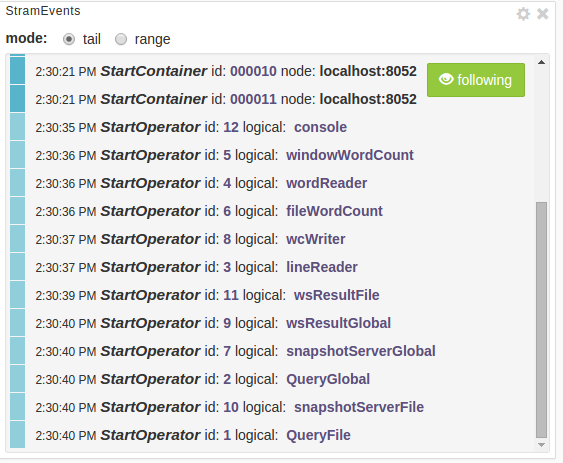 StramEvents
mode: tail range
2:30:21 PM StartContainer id: 000010 node: localhost:8052
following
2:30:21 PM StartContainer id: 000011 node: localhost:8052
2:30:35 PM StartOperator id: 12 logical: console
2:30:36 PM StartOperator id: 5 logical: windowWordCount
2:30:36 PM StartOperator id: 4 logical: wordReader
2:30:36 PM StartOperator id: 6 logical: fileWordCount
2:30:37 PM StartOperator id: 8 logical: wcWriter
2:30:37 PM StartOperator id: 3 logical: lineReader
2:30:39 PM StartOperator id: 11 logical: wsResultFile
2:30:40 PM StartOperator id: 9 logical: wsResultGlobal
2:30:40 PM StartOperator id: 7 logical: snapshotServerGlobal
2:30:40 PM StartOperator id: 2 logical: QueryGlobal
2:30:40 PM StartOperator id: 10 logical: snapshotServerFile
2:30:40 PM StartOperator id: 1 logical: QueryFile